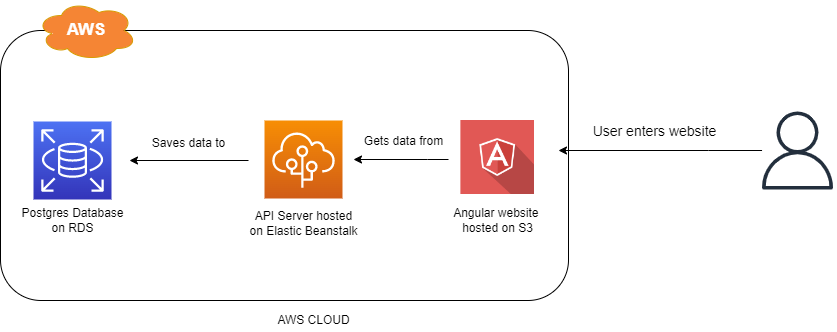 AWS
User enters website
Saves data to
Gets data from
A
Postgres Database
on RDS
API Server hosted
on Elastic Beanstalk
Angular website
hosted on S3
AWS CLOUD